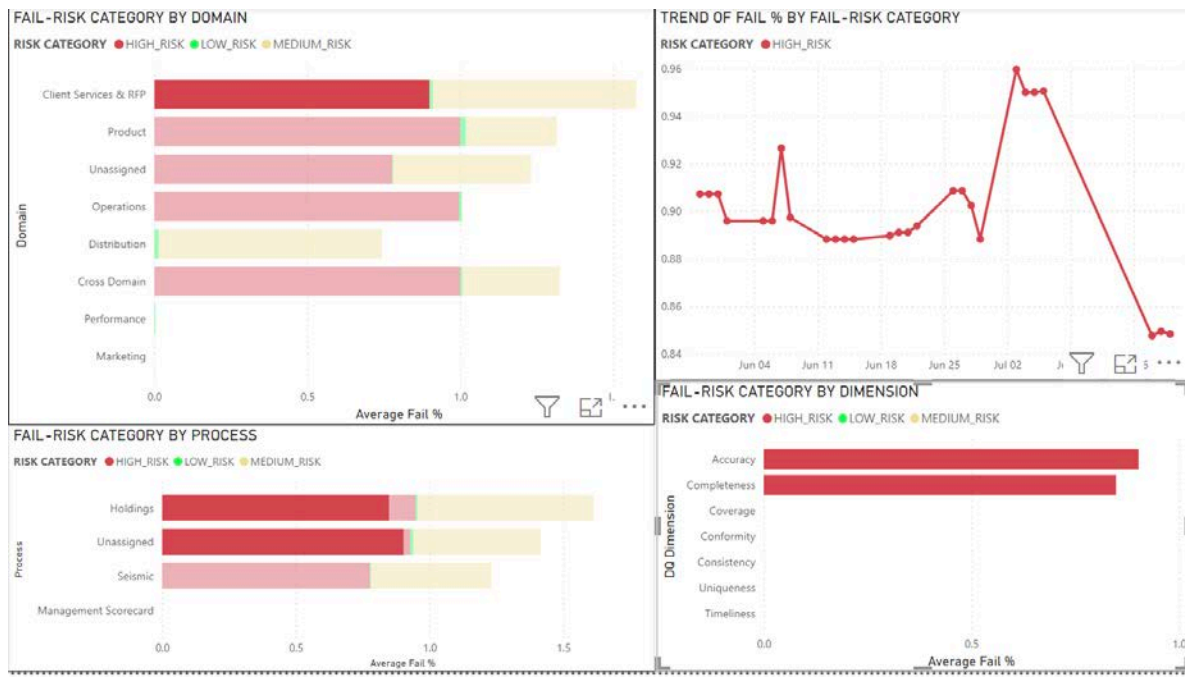 FAIL-RISK CATEGORY BY DOMAIN
RISK CATEGORY HIGH_RISK LOW_RISK MEDIUM_RISK
Domain
Client Services & RFP
Product
Unassigned
Operations
Distribution
Cross Domain
Performance
Marketing
0.0 0.5 1.0
Average Fail %
TREND OF FAIL % BY FAIL-RISK CATEGORY
RISK CATEGORY HIGH_RISK
0.96
0.94
0.92
0.90
0.88
0.86
0.84
Jun 04 Jun 11 Jun 18 Jun 25 Jul 02
FAIL-RISK CATEGORY BY PROCESS
RISK CATEGORY HIGH_RISK LOW_RISK MEDIUM_RISK
Process
Holdings
Unassigned
Seismic
Management Scorecard
0.0 0.5 1.0 1.5
Average Fail %
FAIL-RISK CATEGORY BY DIMENSION
RISK CATEGORY HIGH_RISK LOW_RISK MEDIUM_RISK
DQ Dimension
Accuracy
Completeness
Coverage
Conformity
Consistency
Uniqueness
Timeliness
0.0 0.5 1.0
Average Fail %